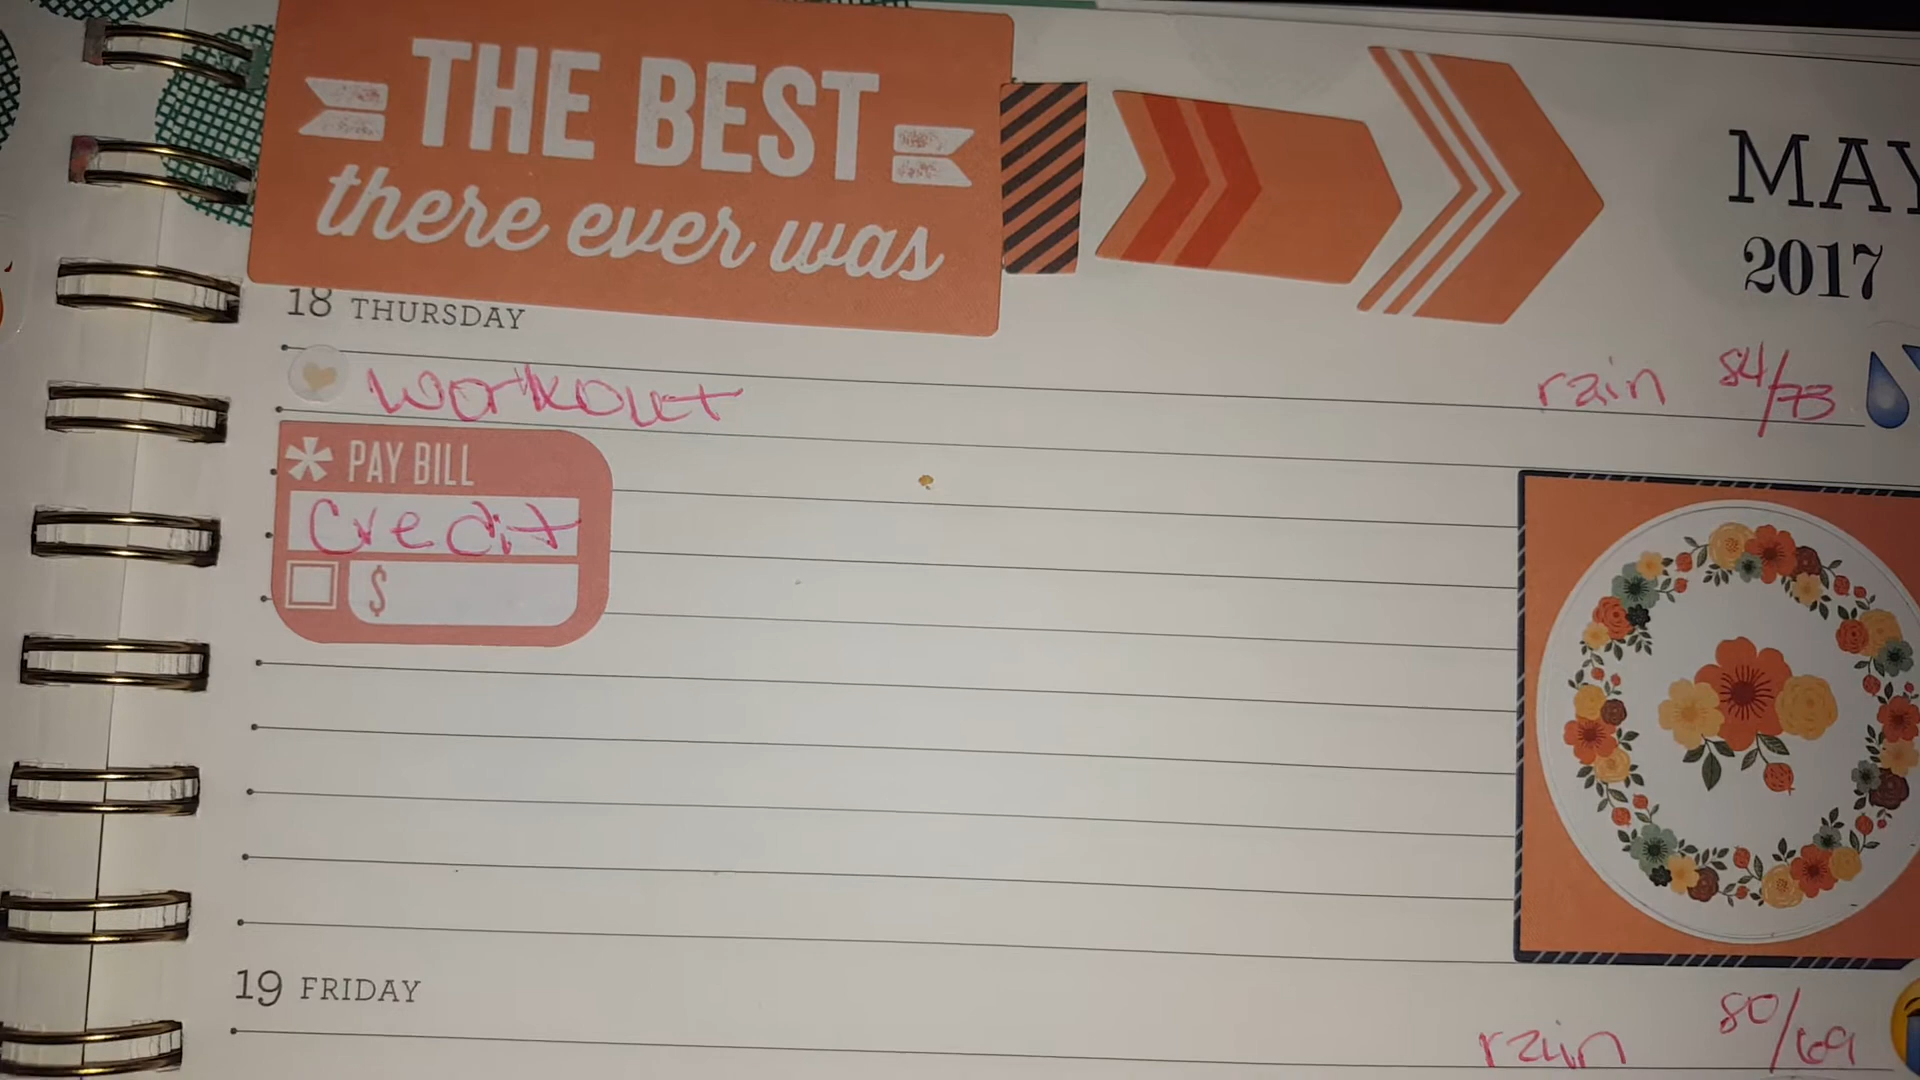 THE BEST
there ever was
MAY
2017
18 THURSDAY
workout
rain 84/73
PAY BILL
Credit
$
19 FRIDAY
rain 80/69